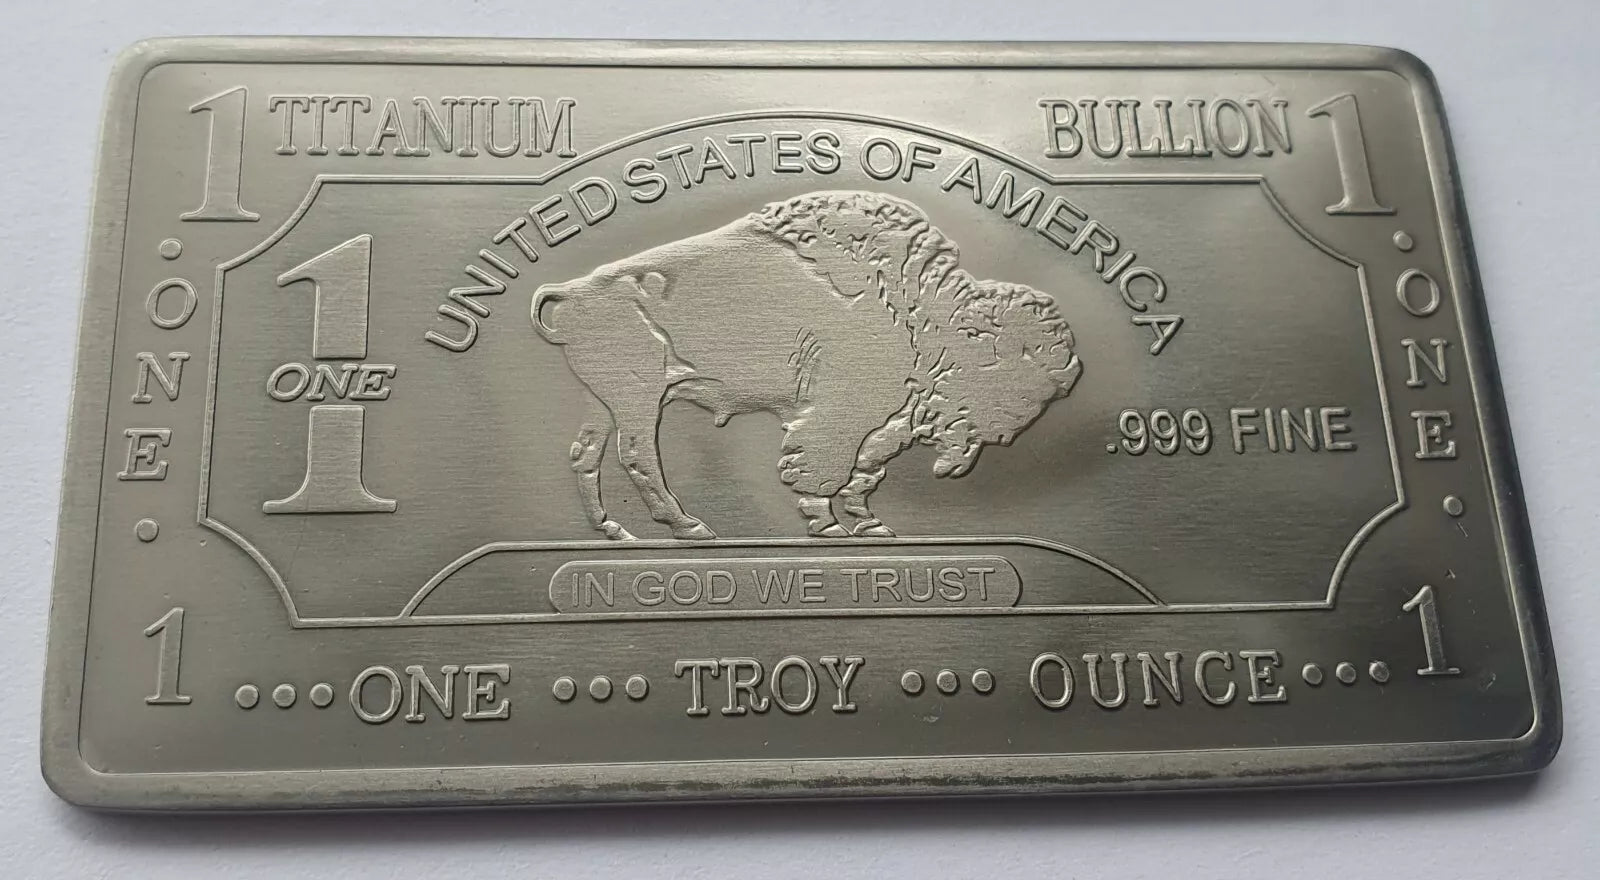 1 TITANIUM BULLION 1
UNITED STATES OF AMERICA
• ONE •
1
ONE
.999 FINE
• ONE •
IN GOD WE TRUST
1 •••ONE ••• TROY ••• OUNCE••• 1